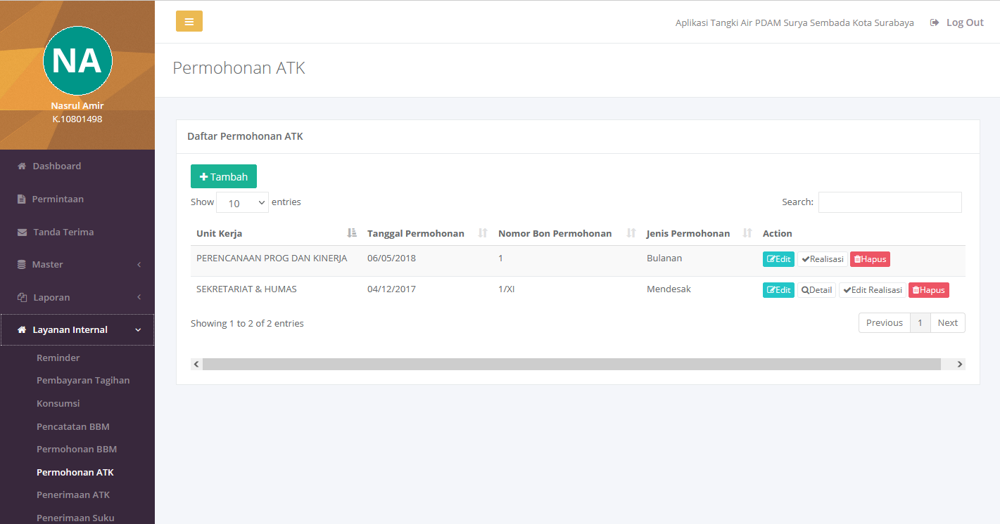 NA
Nasrul Amir
K.10801498
Dashboard
Permintaan
Tanda Terima
Master
Laporan
Layanan Internal
Reminder
Pembayaran Tagihan
Konsumsi
Pencatatan BBM
Permohonan BBM
Permohonan ATK
Penerimaan ATK
Penerimaan Suku
Aplikasi Tangki Air PDAM Surya Sembada Kota Surabaya Log Out
Permohonan ATK
Daftar Permohonan ATK
Tambah
Show 10 entries Search:
Unit Kerja Tanggal Permohonan Nomor Bon Permohonan Jenis Permohonan Action
PERENCANAAN PROG DAN KINERJA 06/05/2018 1 Bulanan Edit Realisasi Hapus
SEKRETARIAT & HUMAS 04/12/2017 1/XI Mendesak Edit Detail Edit Realisasi Hapus
Showing 1 to 2 of 2 entries Previous 1 Next